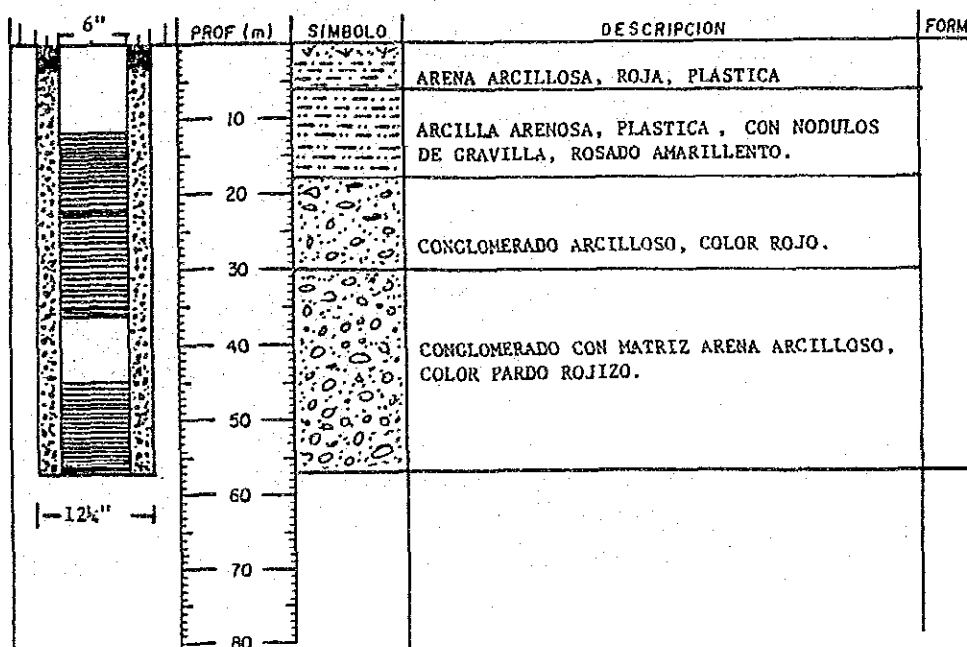 6" PROF (m) SIMBOLO DESCRIPCION FORM
ARENA ARCILLOSA, ROJA, PLASTICA
10
ARCILLA ARENOSA, PLASTICA , CON NODULOS
DE GRAVILLA, ROSADO AMARILLENTO.
20
CONGLOMERADO ARCILLOSO, COLOR ROJO.
30
40
CONGLOMERADO CON MATRIZ ARENA ARCILLOSO,
COLOR PARDO ROJIZO.
50
60
12¼"
70
80